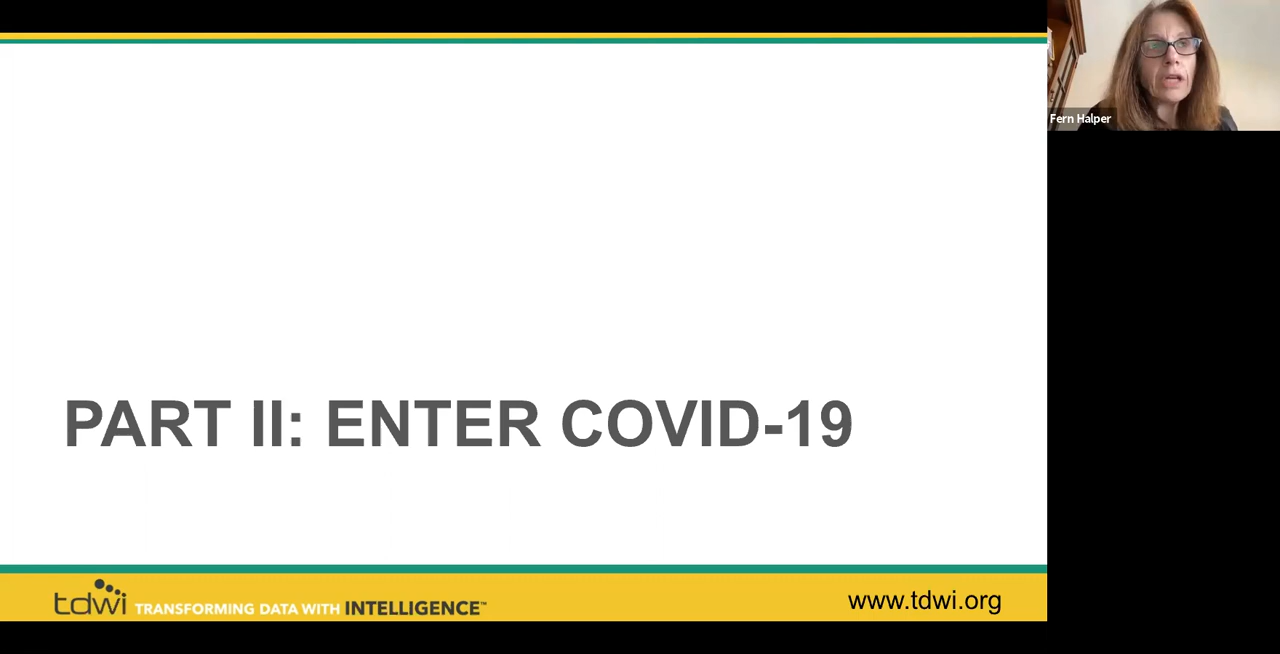 Fern Halper
PART II: ENTER COVID-19
tdwi TRANSFORMING DATA WITH INTELLIGENCE™
www.tdwi.org